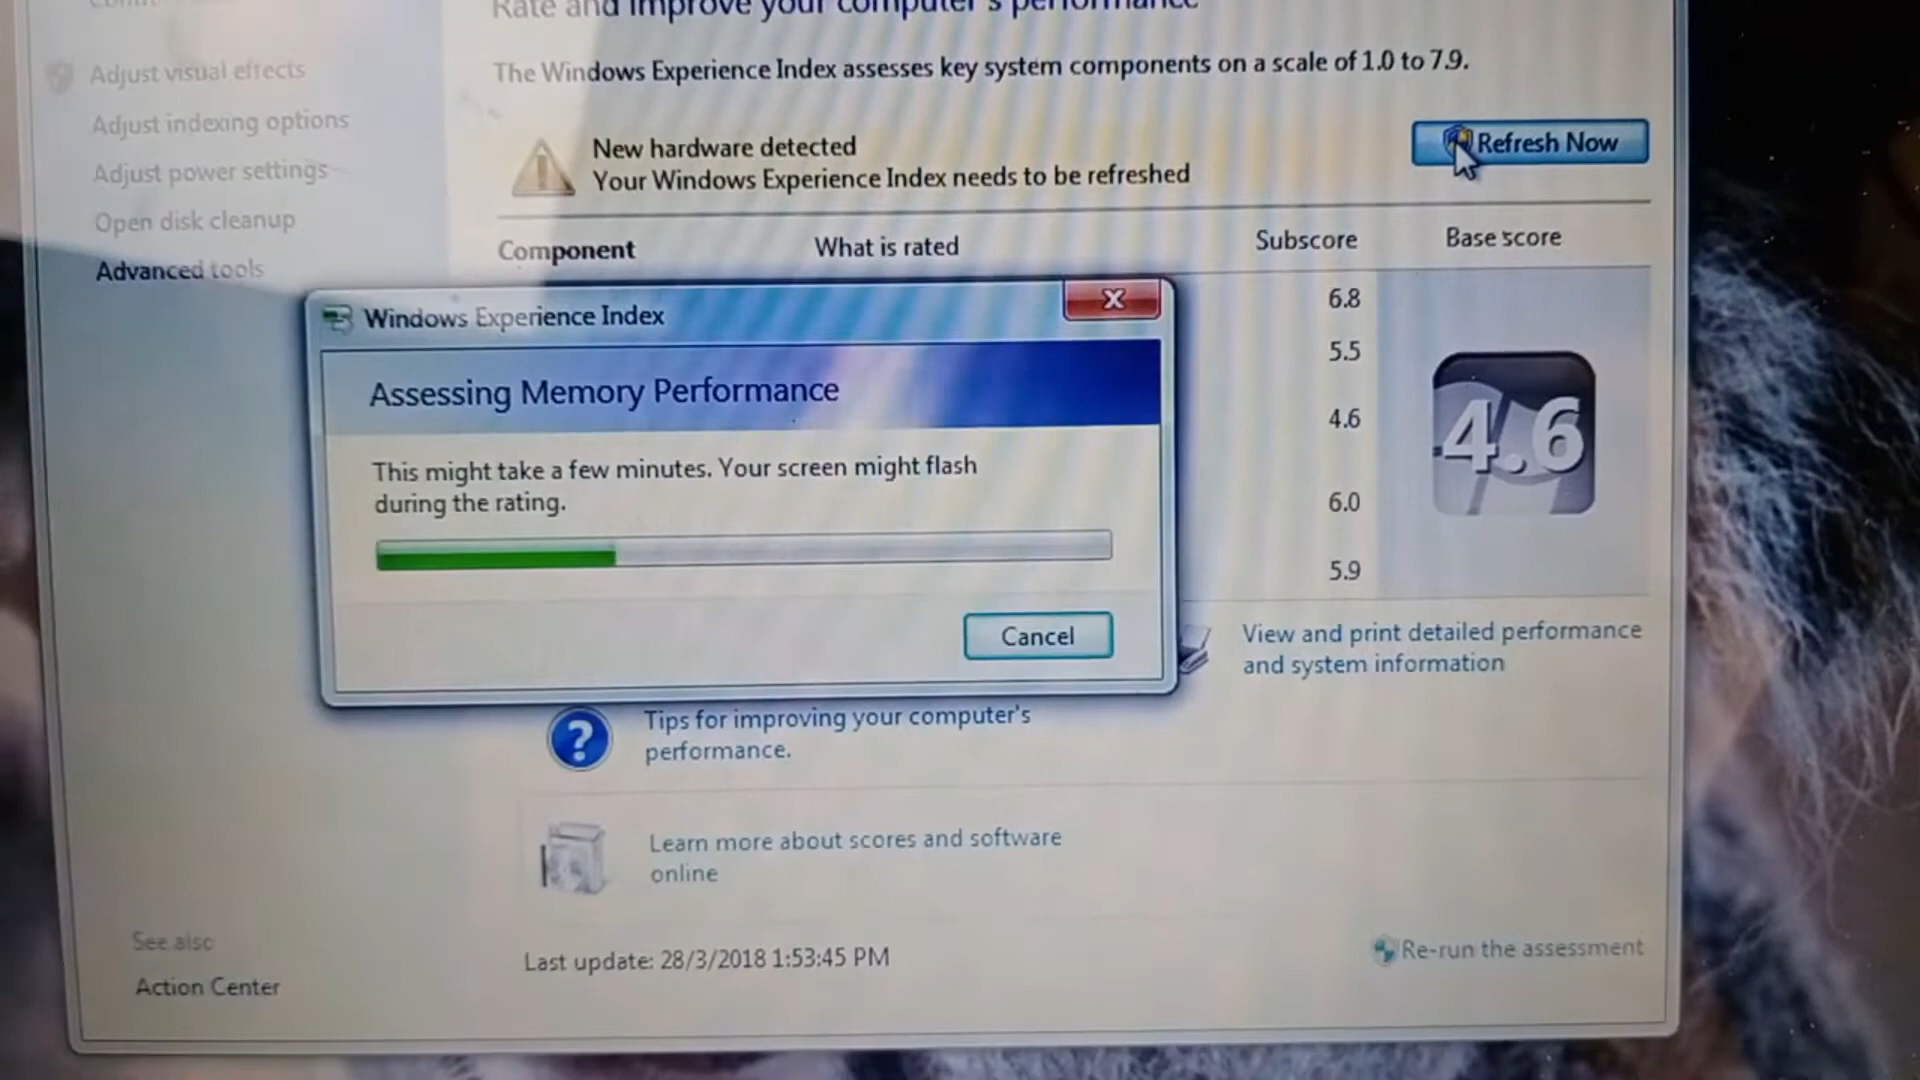 Rate and improve your computer's performance
Adjust visual effects
The Windows Experience Index assesses key system components on a scale of 1.0 to 7.9.
Adjust indexing options
New hardware detected
Refresh Now
Adjust power settings
Your Windows Experience Index needs to be refreshed
Open disk cleanup
Component What is rated Subscore Base score
Advanced tools
6.8
Windows Experience Index
5.5
Assessing Memory Performance
4.6
4.6
This might take a few minutes. Your screen might flash
during the rating.
6.0
5.9
Cancel
View and print detailed performance
and system information
Tips for improving your computer's
performance.
Learn more about scores and software
online
See also
Last update: 28/3/2018 1:53:45 PM
Re-run the assessment
Action Center